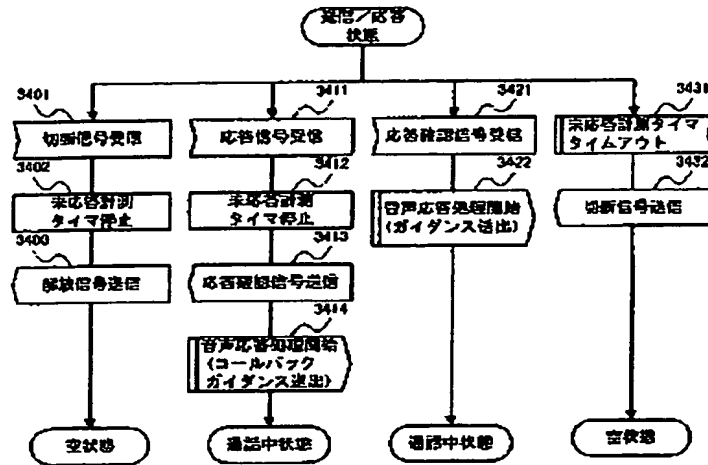 発信／応答
状態
3401
切断信号受信
3402
未応答計測
タイマ停止
3403
解放信号送信
空状態
3411
応答信号受信
3412
未応答計測
タイマ停止
3413
応答確認信号送信
3414
音声応答処理開始
(コールバック
ガイダンス送出)
通話中状態
3421
応答確認信号受信
3422
音声応答処理開始
(ガイダンス送出)
通話中状態
3431
未応答計測タイマ
タイムアウト
3432
切断信号送信
空状態